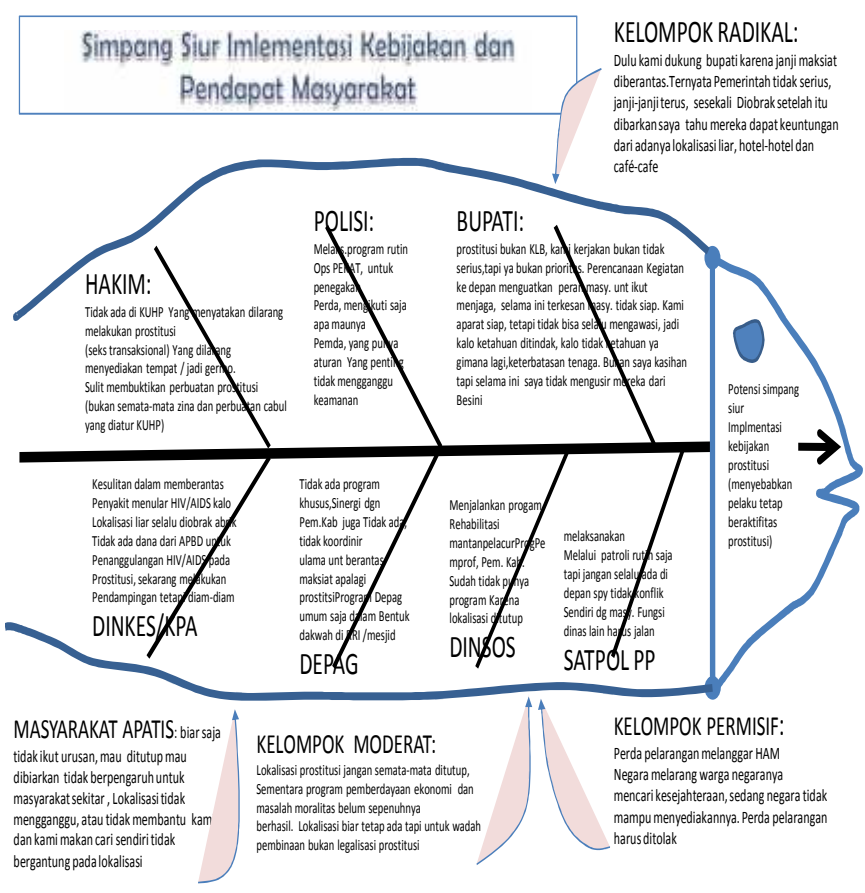 Simpang Siur Imlementasi Kebijakan dan
Pendapat Masyarakat
KELOMPOK RADIKAL:
Dulu kami dukung bupati karena janji maksiat
diberantas.Ternyata Pemerintah tidak serius,
janji-janji terus, sesekali Diobrak setelah itu
dibarkan saya tahu mereka dapat keuntungan
dari adanya lokalisasi liar, hotel-hotel dan
café-cafe
HAKIM:
Tidak ada di KUHP Yang menyatakan dilarang
melakukan prostitusi
(seks transaksional) Yang dilarang
menyediakan tempat / jadi germo.
Sulit membuktikan perbuatan prostitusi
(bukan semata-mata zina dan perbuatan cabul
yang diatur KUHP)
POLISI:
Melaks.program rutin
Ops PEKAT, untuk
penegakan
Perda, mengikuti saja
apa maunya
Pemda, yang punya
aturan Yang penting
tidak mengganggu
keamanan
BUPATI:
prostitusi bukan KLB, kami kerjakan bukan tidak
serius,tapi ya bukan prioritas. Perencanaan Kegiatan
ke depan menguatkan peran masy. unt ikut
menjaga, selama ini terkesan masy. tidak siap. Kami
aparat siap, tetapi tidak bisa selalu mengawasi, jadi
kalo ketahuan ditindak, kalo tidak ketahuan ya
gimana lagi,keterbatasan tenaga. Bukan saya kasihan
tapi selama ini saya tidak mengusir mereka dari
Besini
Potensi simpang
siur
Implmentasi
kebijakan
prostitusi
(menyebabkan
pelaku tetap
beraktifitas
prostitusi)
Kesulitan dalam memberantas
Penyakit menular HIV/AIDS kalo
Lokalisasi liar selalu diobrak abrik
Tidak ada dana dari APBD untuk
Penanggulangan HIV/AIDS pada
Prostitusi, sekarang melakukan
Pendampingan tetapi diam-diam
DINKES/KPA
Tidak ada program
khusus,Sinergi dgn
Pem.Kab juga Tidak ada,
tidak koordinir
ulama unt berantas
maksiat apalagi
prostitsiProgram Depag
umum saja dalam Bentuk
dakwah di RRI /mesjid
DEPAG
Menjalankan progam
Rehabilitasi
mantanpelacurProgPe
mprof, Pem. Kab.
Sudah tidak punya
program Karena
lokalisasi ditutup
DINSOS
melaksanakan
Melalui patroli rutin saja
tapi jangan selalu ada di
depan spy tidak konflik
Sendiri dg masy. Fungsi
dinas lain harus jalan
SATPOL PP
MASYARAKAT APATIS: biar saja
tidak ikut urusan, mau ditutup mau
dibiarkan tidak berpengaruh untuk
masyarakat sekitar , Lokalisasi tidak
mengganggu, atau tidak membantu kam
dan kami makan cari sendiri tidak
bergantung pada lokalisasi
KELOMPOK MODERAT:
Lokalisasi prostitusi jangan semata-mata ditutup,
Sementara program pemberdayaan ekonomi dan
masalah moralitas belum sepenuhnya
berhasil. Lokalisasi biar tetap ada tapi untuk wadah
pembinaan bukan legalisasi prostitusi
KELOMPOK PERMISIF:
Perda pelarangan melanggar HAM
Negara melarang warga negaranya
mencari kesejahteraan, sedang negara tidak
mampu menyediakannya. Perda pelarangan
harus ditolak